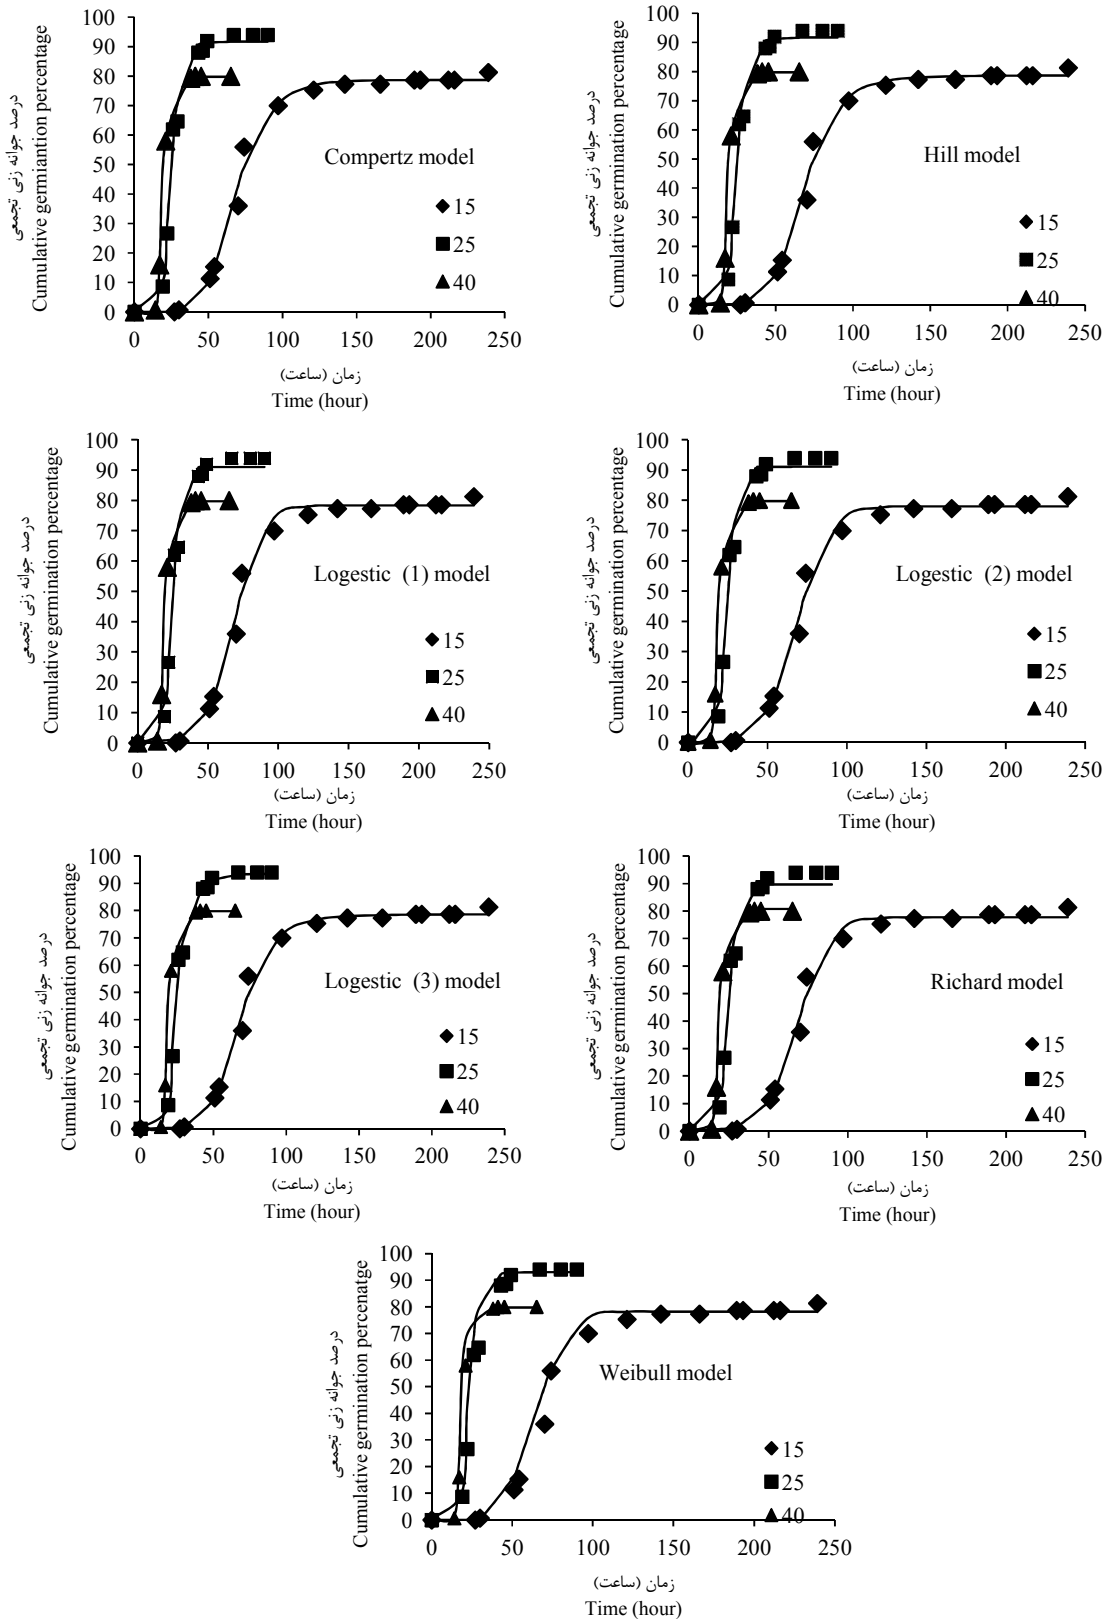 درصد جوانه زنی تجمعی
Cumulative germiantion percentage
100
90
80
70
60
50
40
30
20
10
0
Compertz model
15
25
40
0 50 100 150 200 250
زمان (ساعت)
Time (hour)
درصد جوانه زنی تجمعی
Cumulative germination percentage
100
90
80
70
60
50
40
30
20
10
0
Hill model
15
25
40
0 50 100 150 200 250
زمان (ساعت)
Time (hour)
درصد جوانه زنی تجمعی
Cumulative germination percentage
100
90
80
70
60
50
40
30
20
10
0
Logestic (1) model
15
25
40
0 50 100 150 200 250
زمان (ساعت)
Time (hour)
درصد جوانه زنی تجمعی
Cumulative germination percentage
100
90
80
70
60
50
40
30
20
10
0
Logestic (2) model
15
25
40
0 50 100 150 200 250
زمان (ساعت)
Time (hour)
درصد جوانه زنی تجمعی
Cumulative germination percentage
100
90
80
70
60
50
40
30
20
10
0
Logestic (3) model
15
25
40
0 50 100 150 200 250
زمان (ساعت)
Time (hour)
درصد جوانه زنی تجمعی
Cumulative germination percentage
100
90
80
70
60
50
40
30
20
10
0
Richard model
15
25
40
0 50 100 150 200 250
زمان (ساعت)
Time (hour)
درصد جوانه زنی تجمعی
Cumulative germination percenatge
100
90
80
70
60
50
40
30
20
10
0
Weibull model
15
25
40
0 50 100 150 200 250
زمان (ساعت)
Time (hour)